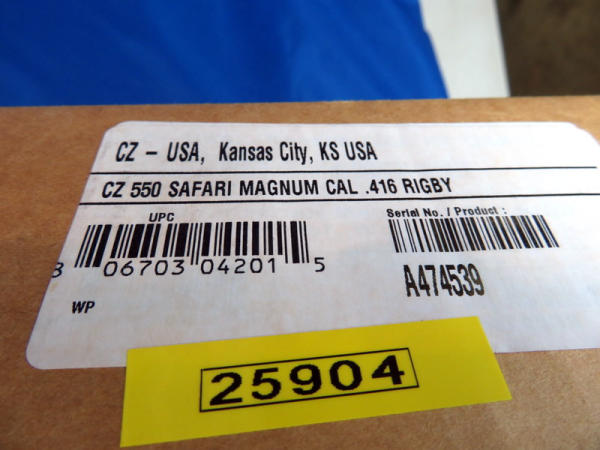 CZ - USA, Kansas City, KS USA
CZ 550 SAFARI MAGNUM CAL .416 RIGBY
UPC
Serial No. / Product :
8 06703 04201 5
A474539
WP
25904